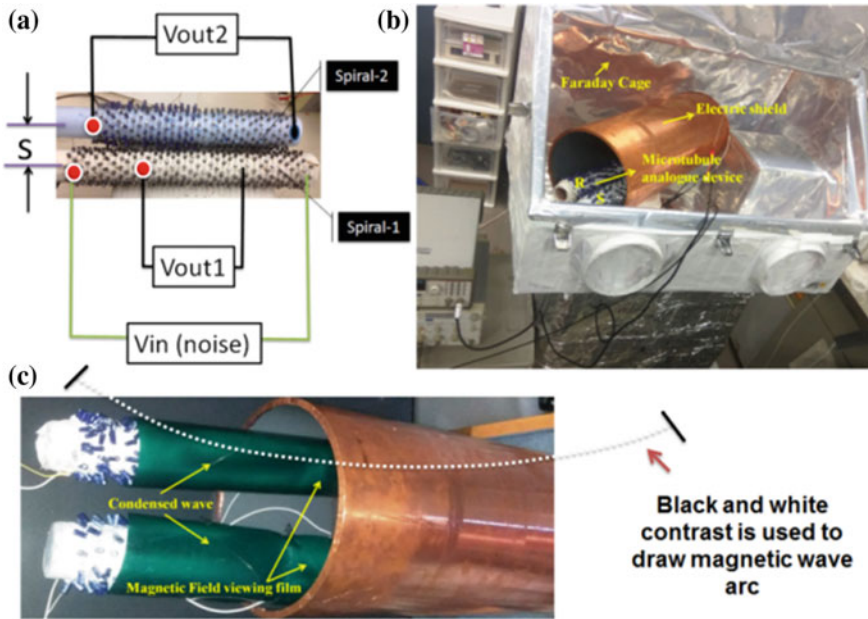 (a)
Vout2
Spiral-2
S
Spiral-1
Vout1
Vin (noise)
(b)
Faraday Cage
Electric shield
Microtubule
analogue device
R
S
(c)
Condensed wave
Magnetic Field viewing film
Black and white
contrast is used to
draw magnetic wave
arc